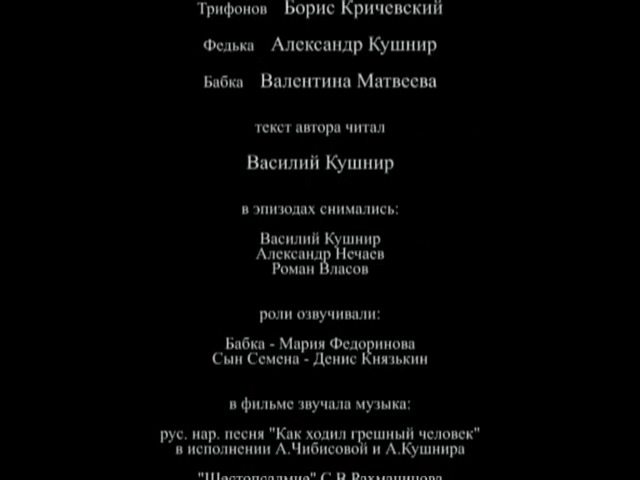 Трифонов Борис Кричевский
Федька Александр Кушнир
Бабка Валентина Матвеева
текст автора читал
Василий Кушнир
в эпизодах снимались:
Василий Кушнир
Александр Нечаев
Роман Власов
роли озвучивали:
Бабка - Мария Федоринова
Сын Семена - Денис Князькин
в фильме звучала музыка:
рус. нар. песня "Как ходил грешный человек"
в исполнении А.Чибисовой и А.Кушнира
"Шестопсалмие" С.В.Рахманинова